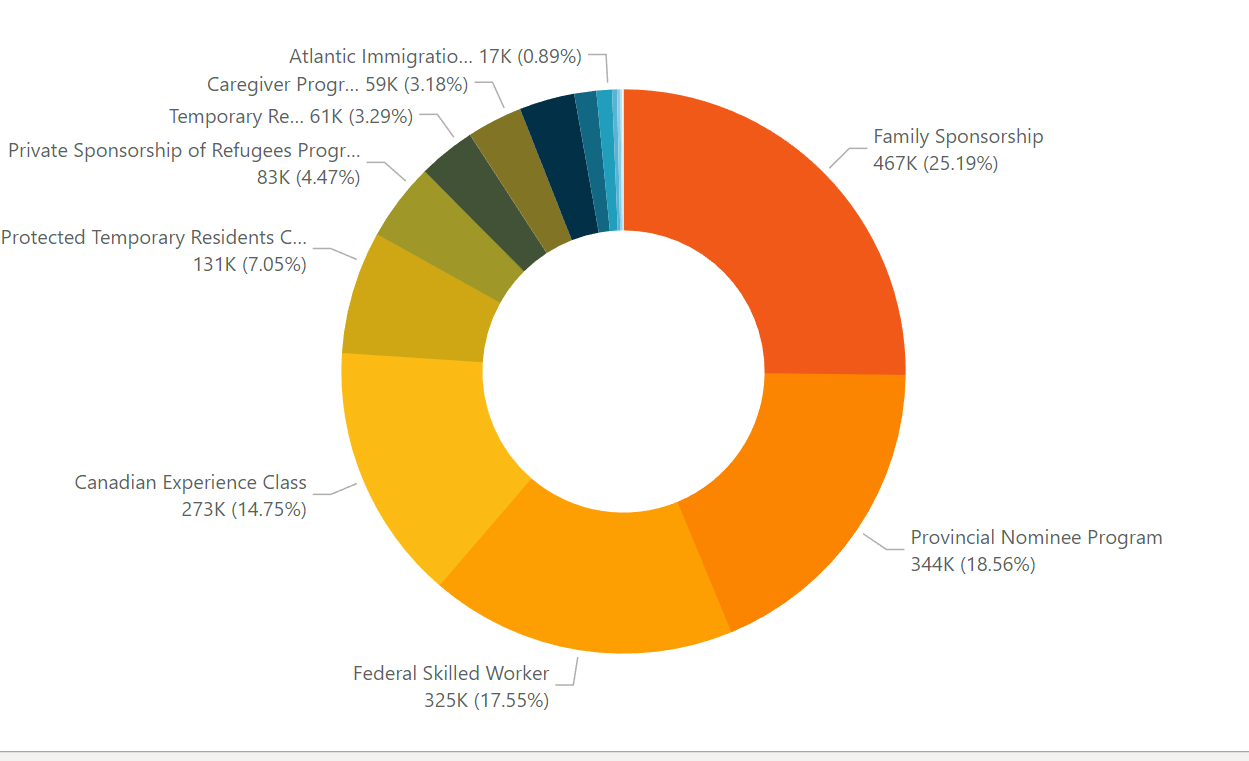 Atlantic Immigratio... 17K (0.89%)
Caregiver Progr... 59K (3.18%)
Temporary Re... 61K (3.29%)
Private Sponsorship of Refugees Progr...
83K (4.47%)
Protected Temporary Residents C...
131K (7.05%)
Canadian Experience Class
273K (14.75%)
Federal Skilled Worker
325K (17.55%)
Family Sponsorship
467K (25.19%)
Provincial Nominee Program
344K (18.56%)